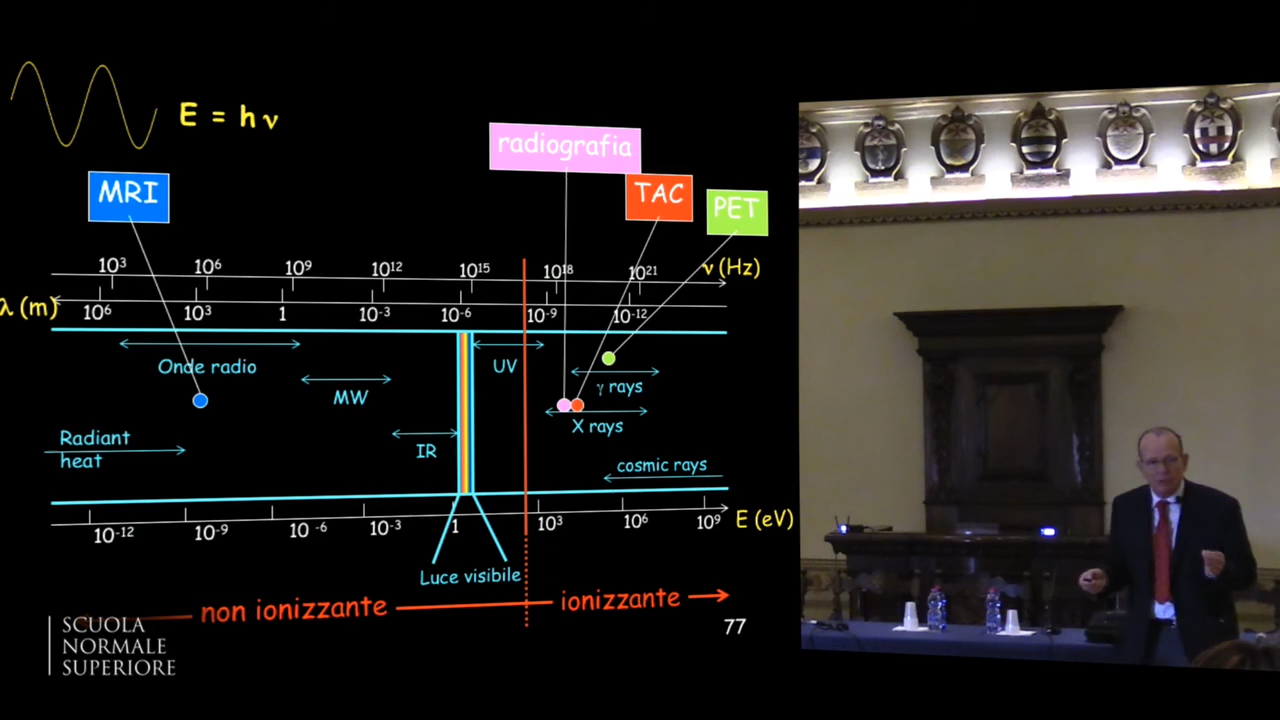 E = h ν
radiografia
MRI
TAC
PET
10³ 10⁶ 10⁹ 10¹² 10¹⁵ 10¹⁸ 10²¹ ν (Hz)
λ (m) 10⁶ 10³ 1 10⁻³ 10⁻⁶ 10⁻⁹ 10⁻¹²
Onde radio
UV
MW
γ rays
X rays
Radiant
heat
IR
cosmic rays
10⁻¹² 10⁻⁹ 10⁻⁶ 10⁻³ 1 10³ 10⁶ 10⁹ E (eV)
Luce visibile
non ionizzante
ionizzante
SCUOLA
NORMALE
SUPERIORE
77